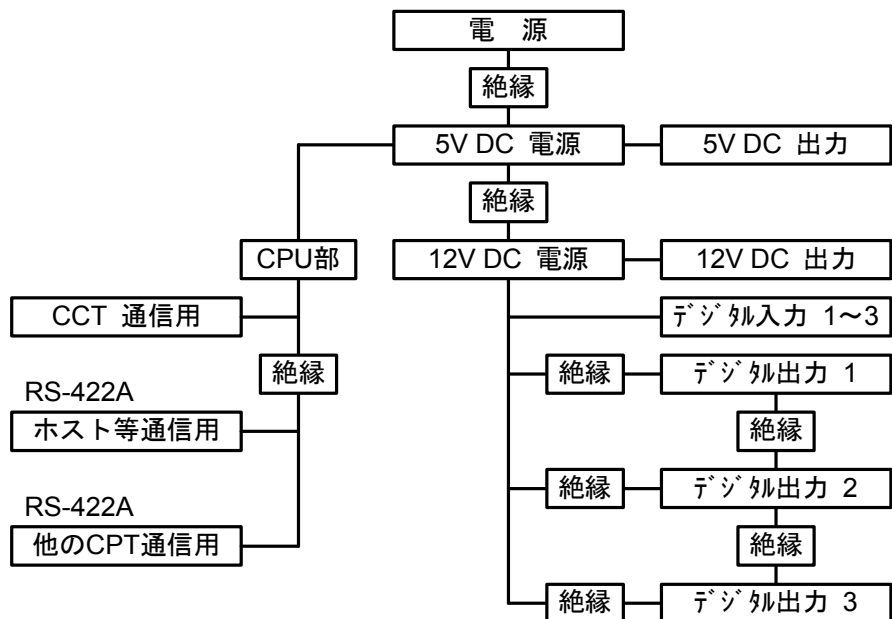 電 源
絶縁
5V DC 電源
5V DC 出力
絶縁
CPU部
12V DC 電源
12V DC 出力
CCT 通信用
ﾃﾞｼﾞﾀﾙ入力 1～3
絶縁
絶縁
ﾃﾞｼﾞﾀﾙ出力 1
RS-422A
ホスト等通信用
絶縁
絶縁
ﾃﾞｼﾞﾀﾙ出力 2
RS-422A
他のCPT通信用
絶縁
絶縁
ﾃﾞｼﾞﾀﾙ出力 3